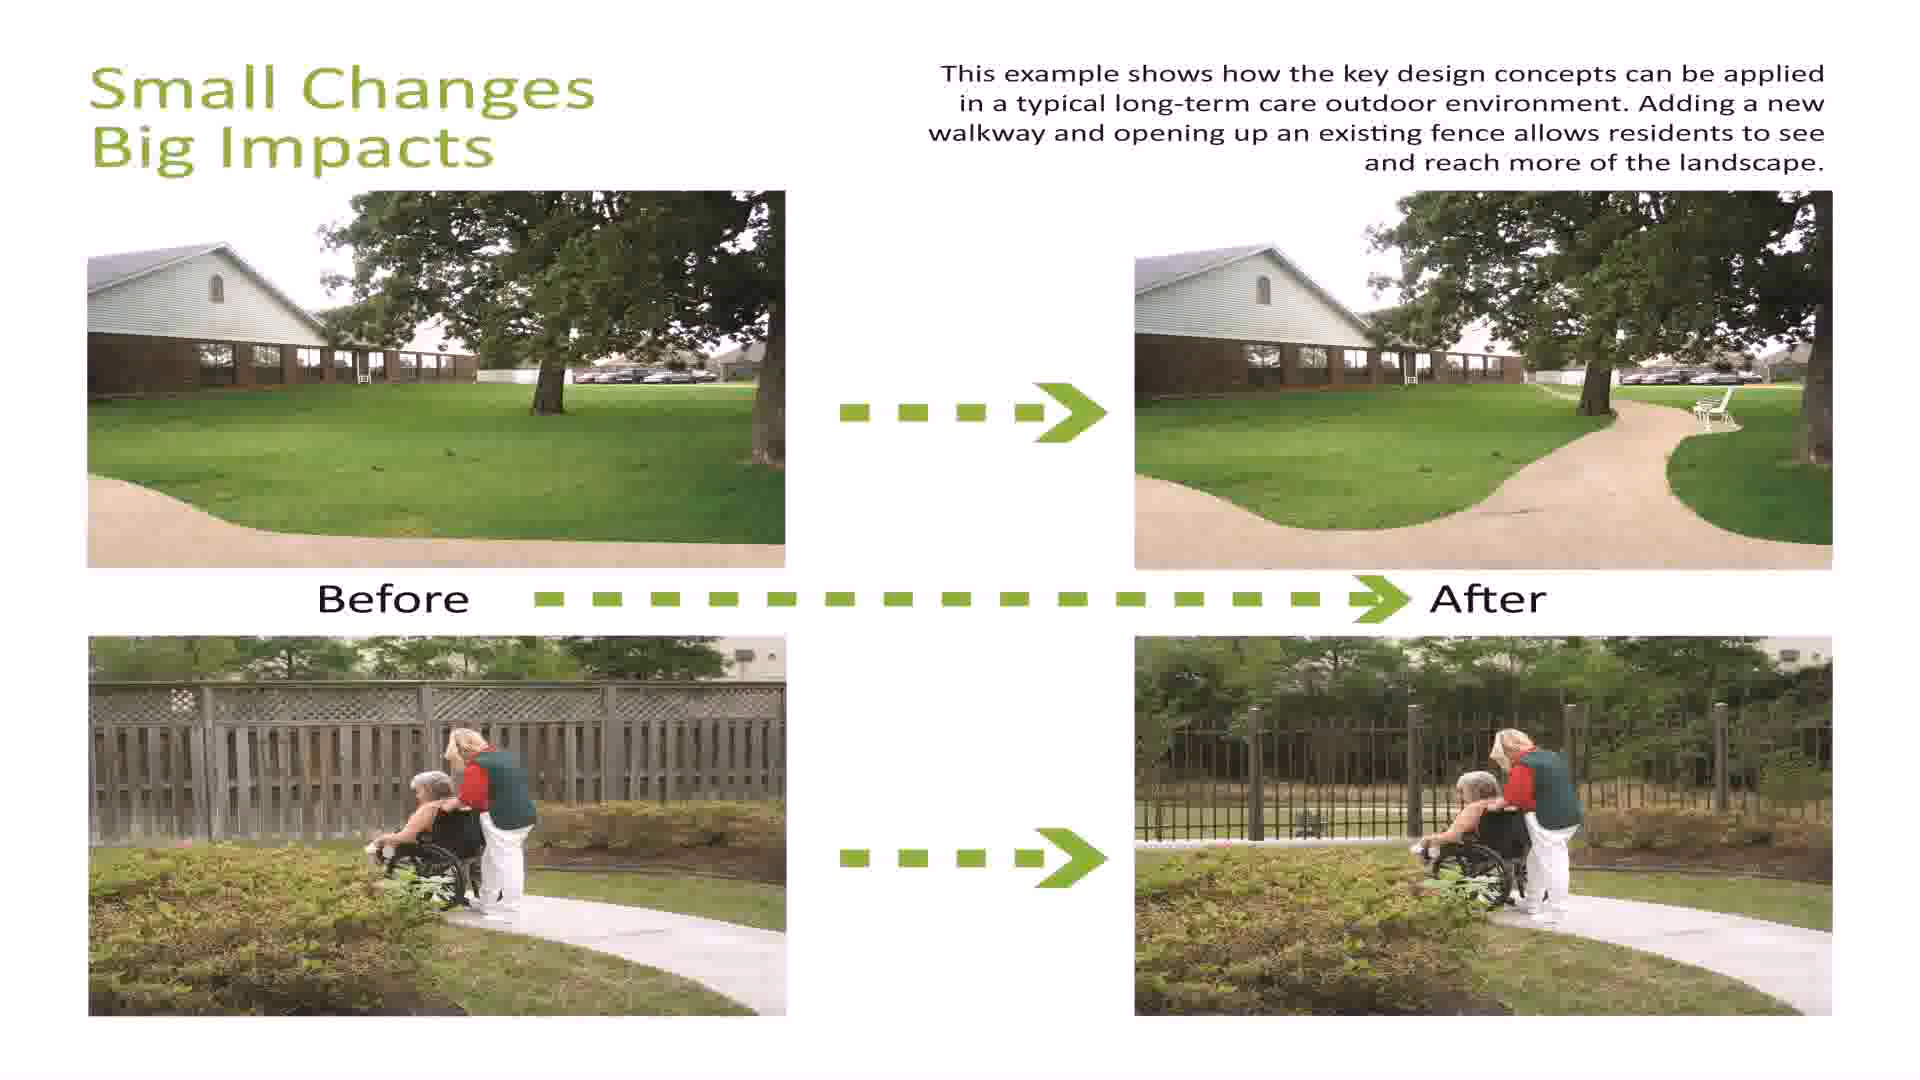 Small Changes
Big Impacts
This example shows how the key design concepts can be applied
in a typical long-term care outdoor environment. Adding a new
walkway and opening up an existing fence allows residents to see
and reach more of the landscape.
Before
After